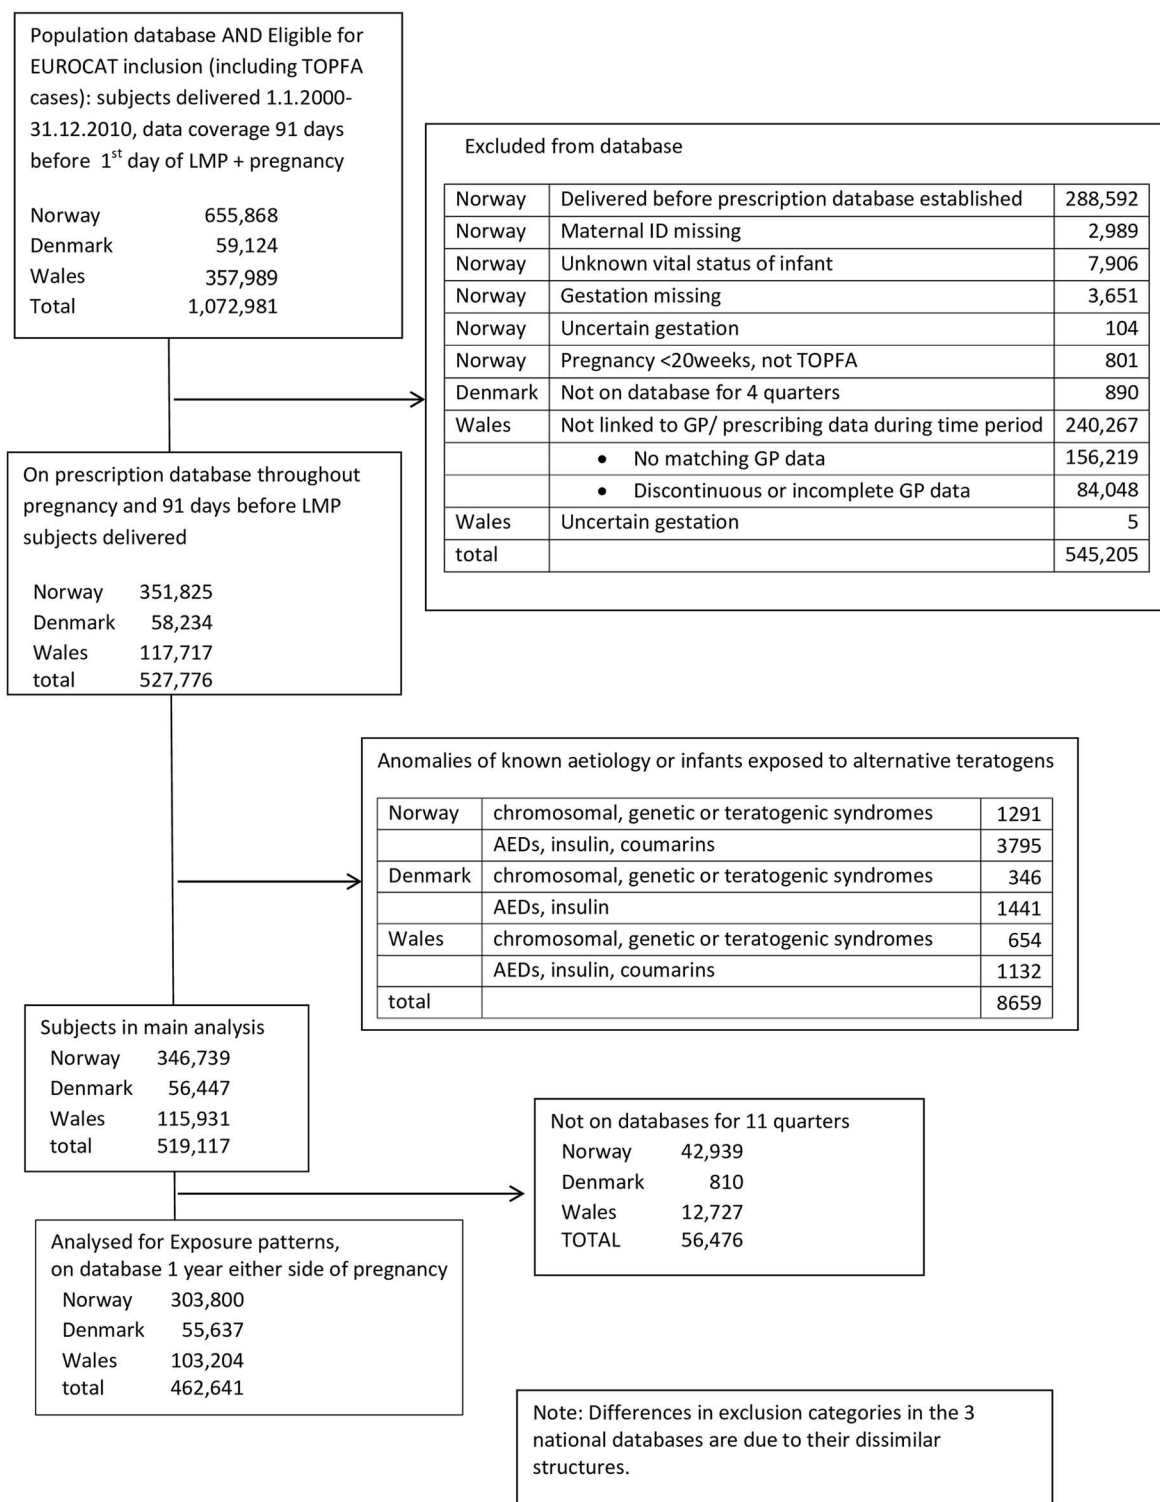 Population database AND Eligible for
EUROCAT inclusion (including TOPFA
cases): subjects delivered 1.1.2000-
31.12.2010, data coverage 91 days
before 1st day of LMP + pregnancy
Norway 655,868
Denmark 59,124
Wales 357,989
Total 1,072,981
Excluded from database
Norway Delivered before prescription database established 288,592
Norway Maternal ID missing 2,989
Norway Unknown vital status of infant 7,906
Norway Gestation missing 3,651
Norway Uncertain gestation 104
Norway Pregnancy <20weeks, not TOPFA 801
Denmark Not on database for 4 quarters 890
Wales Not linked to GP/ prescribing data during time period 240,267
• No matching GP data 156,219
• Discontinuous or incomplete GP data 84,048
Wales Uncertain gestation 5
total 545,205
On prescription database throughout
pregnancy and 91 days before LMP
subjects delivered
Norway 351,825
Denmark 58,234
Wales 117,717
total 527,776
Anomalies of known aetiology or infants exposed to alternative teratogens
Norway chromosomal, genetic or teratogenic syndromes 1291
AEDs, insulin, coumarins 3795
Denmark chromosomal, genetic or teratogenic syndromes 346
AEDs, insulin 1441
Wales chromosomal, genetic or teratogenic syndromes 654
AEDs, insulin, coumarins 1132
total 8659
Subjects in main analysis
Norway 346,739
Denmark 56,447
Wales 115,931
total 519,117
Not on databases for 11 quarters
Norway 42,939
Denmark 810
Wales 12,727
TOTAL 56,476
Analysed for Exposure patterns,
on database 1 year either side of pregnancy
Norway 303,800
Denmark 55,637
Wales 103,204
total 462,641
Note: Differences in exclusion categories in the 3
national databases are due to their dissimilar
structures.